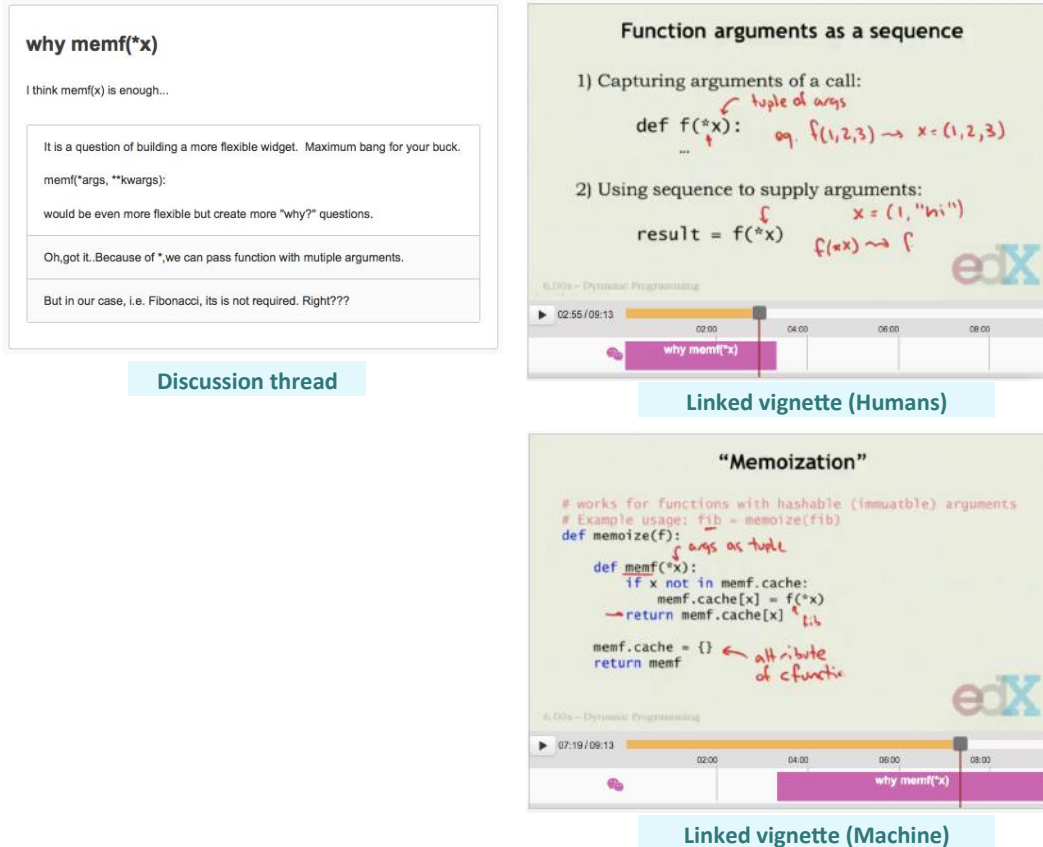 why memf(*x)
I think memf(x) is enough...
It is a question of building a more flexible widget. Maximum bang for your buck.
memf(*args, **kwargs):
would be even more flexible but create more "why?" questions.
Oh,got it..Because of *,we can pass function with mutiple arguments.
But in our case, i.e. Fibonacci, its is not required. Right???
Discussion thread
Function arguments as a sequence
1) Capturing arguments of a call:
tuple of args
def f(*x): eg. f(1,2,3) → x = (1,2,3)
...
2) Using sequence to supply arguments:
x = (1, "hi")
result = f(*x) f(*x) → f
edX
6.00x – Dynamic Programming
02:55 / 09:13
02:00 04:00 06:00 08:00
why memf(*x)
Linked vignette (Humans)
"Memoization"
# works for functions with hashable (immuatble) arguments
# Example usage: fib = memoize(fib)
def memoize(f):
args as tuple
def memf(*x):
if x not in memf.cache:
memf.cache[x] = f(*x)
return memf.cache[x] fib
memf.cache = {} ← attribute
return memf of cfunctio
edX
6.00x – Dynamic Programming
07:19 / 09:13
02:00 04:00 06:00 08:00
why memf(*x)
Linked vignette (Machine)